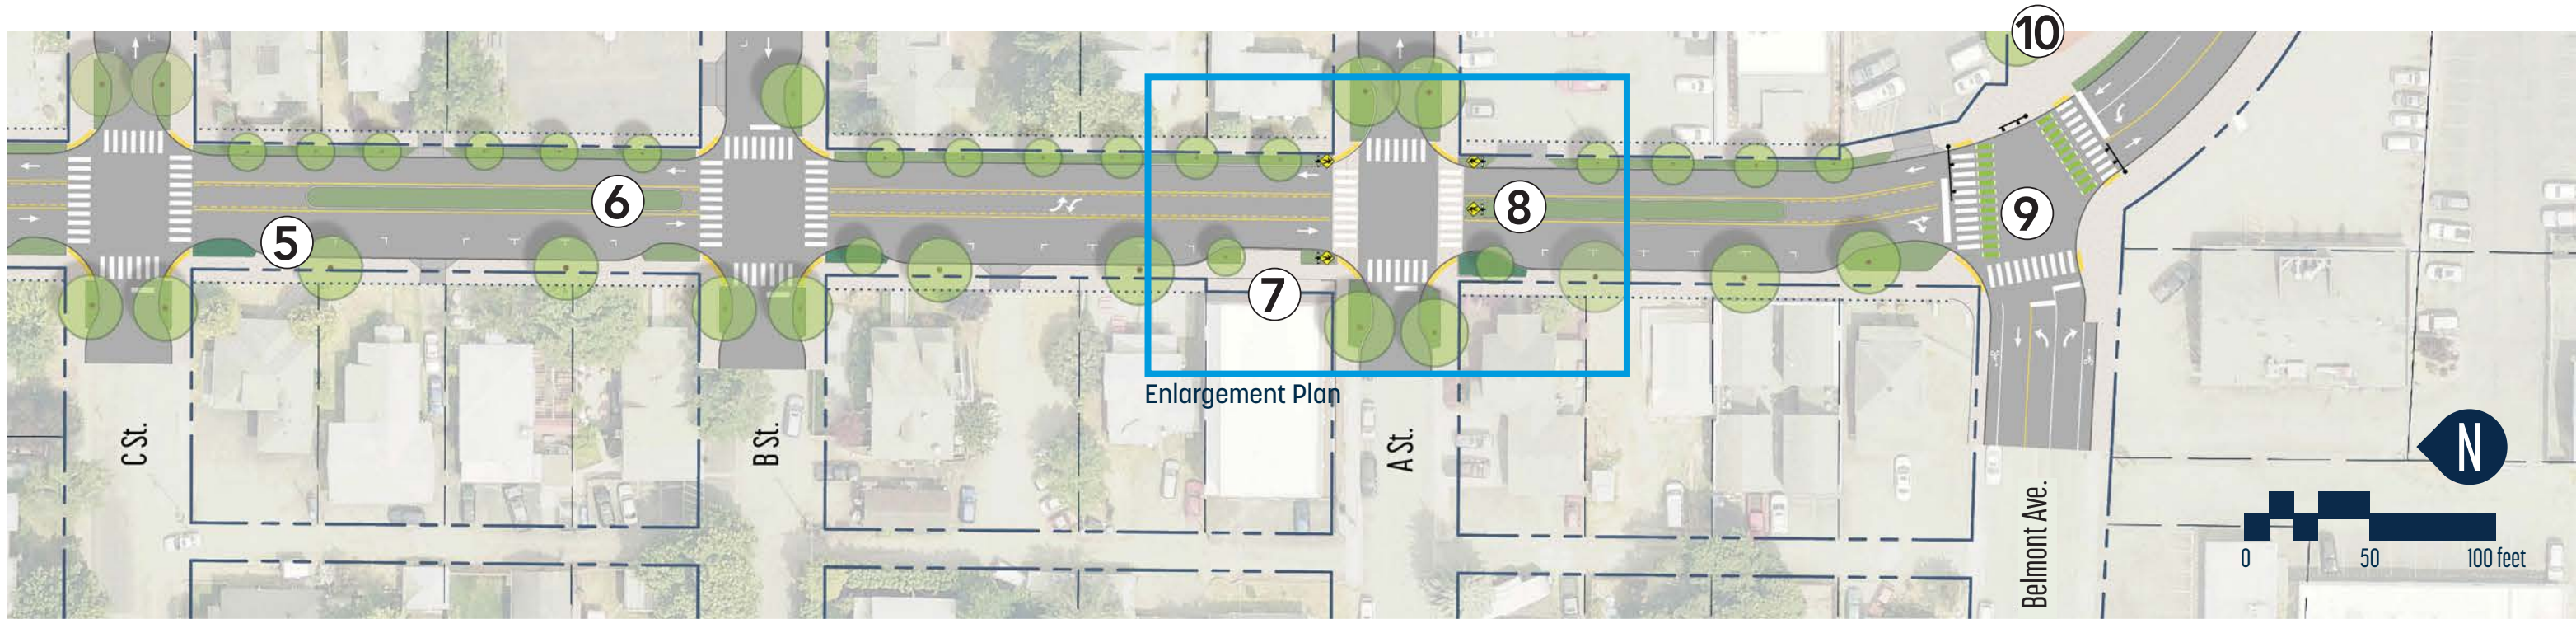 10
6
8
9
5
7
Enlargement Plan
C St.
B St.
A St.
Belmont Ave.
N
0 50 100 feet